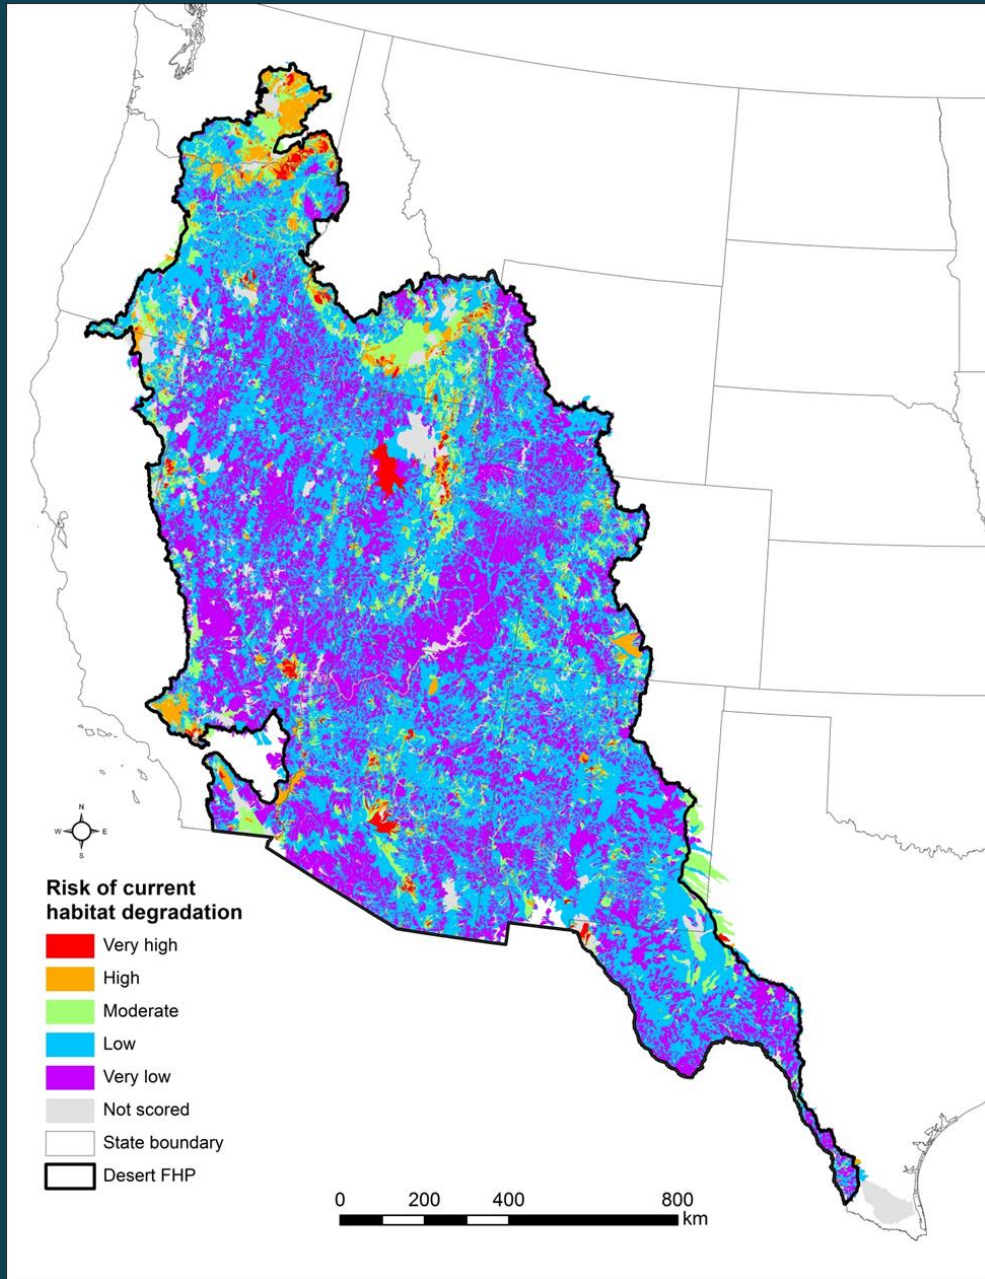 N
W E
S
Risk of current
habitat degradation
Very high
High
Moderate
Low
Very low
Not scored
State boundary
Desert FHP
0 200 400 800
km